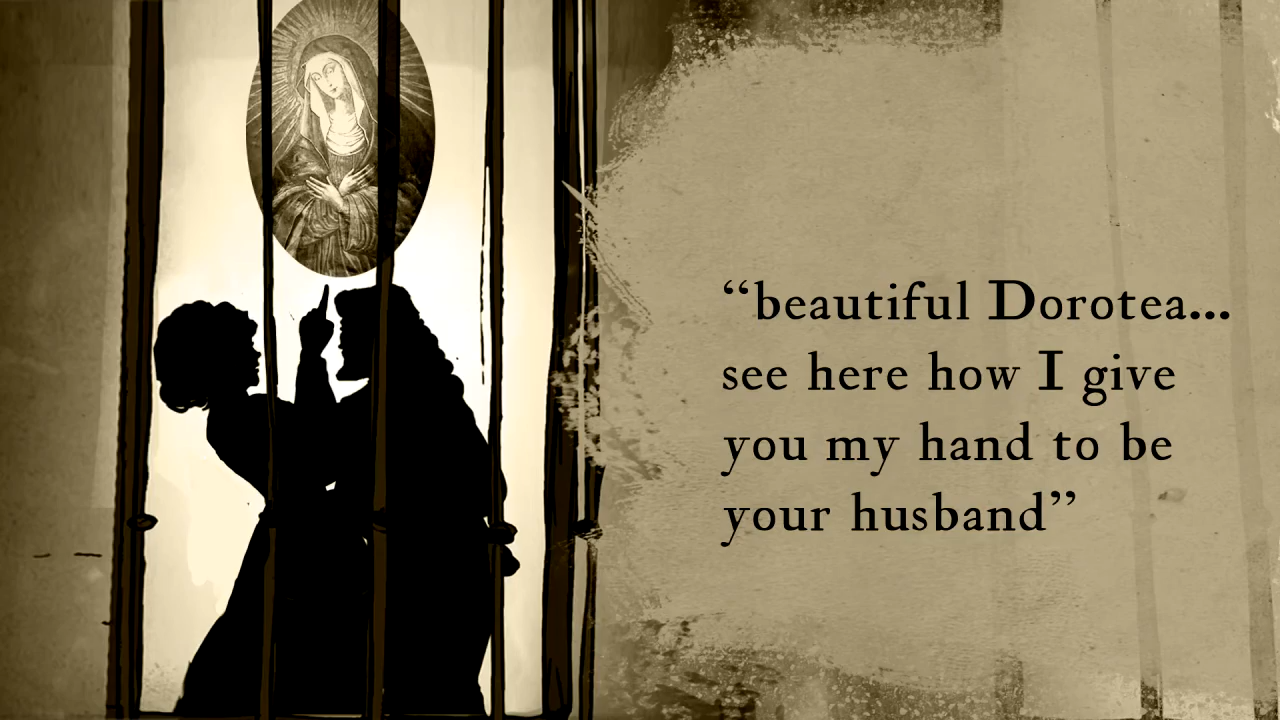 “beautiful Dorotea...
see here how I give
you my hand to be
your husband”